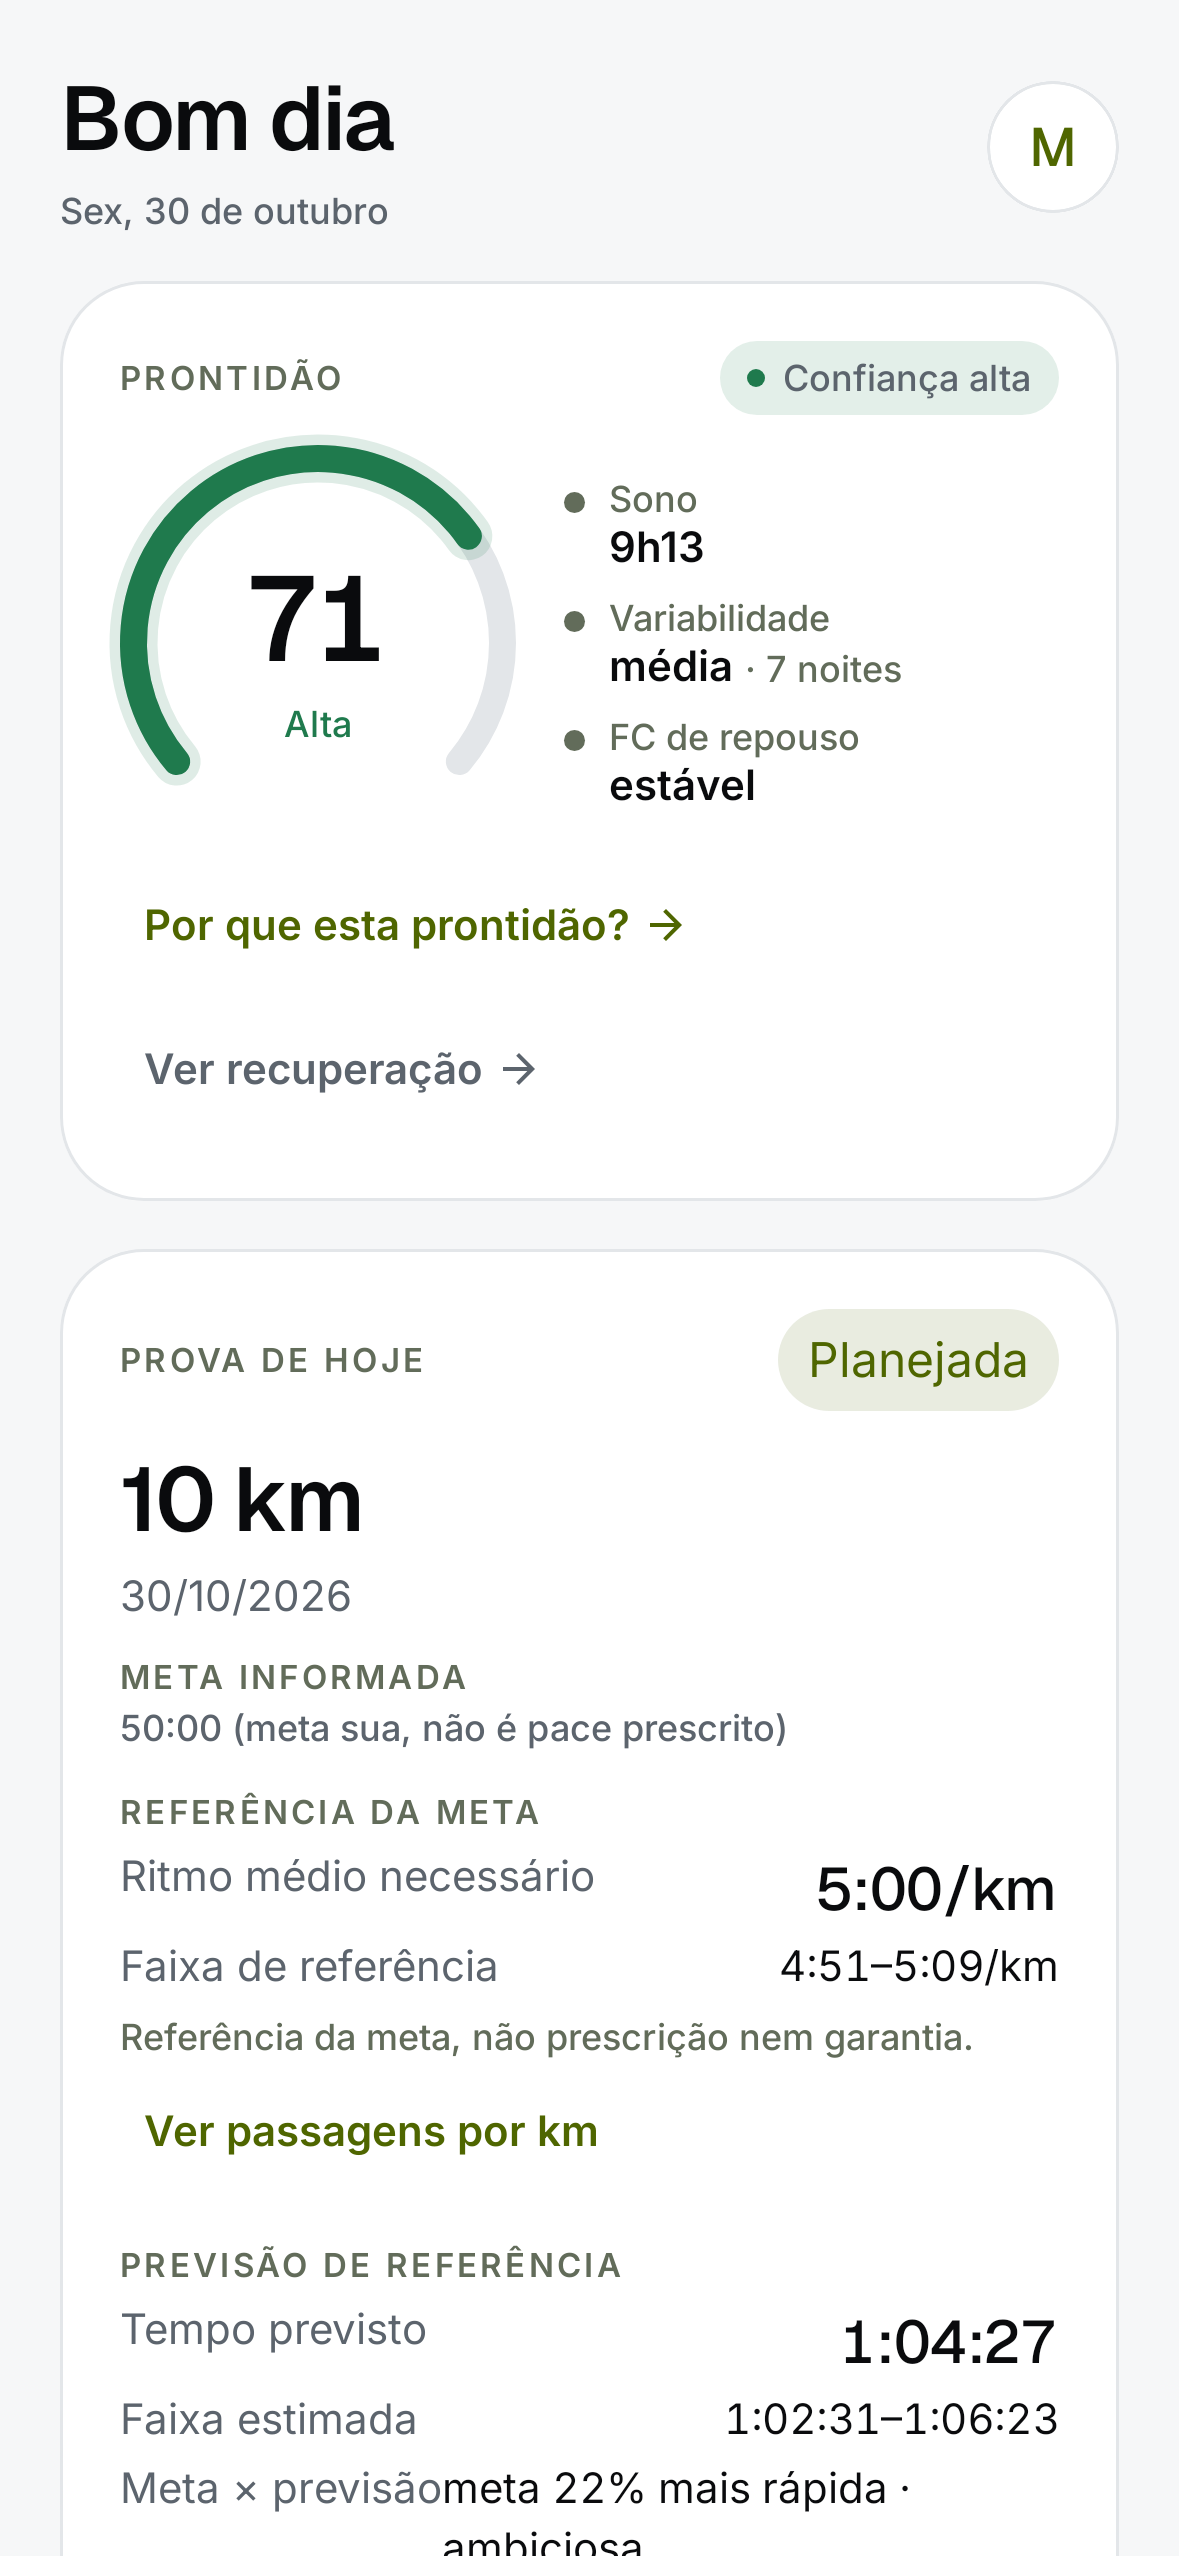 Bom dia
M
Sex, 30 de outubro
PRONTIDÃO
Confiança alta
71
Alta
Sono
9h13
Variabilidade
média · 7 noites
FC de repouso
estável
Por que esta prontidão? →
Ver recuperação →
PROVA DE HOJE
Planejada
10 km
30/10/2026
META INFORMADA
50:00 (meta sua, não é pace prescrito)
REFERÊNCIA DA META
Ritmo médio necessário 5:00/km
Faixa de referência 4:51–5:09/km
Referência da meta, não prescrição nem garantia.
Ver passagens por km
PREVISÃO DE REFERÊNCIA
Tempo previsto 1:04:27
Faixa estimada 1:02:31–1:06:23
Meta × previsão meta 22% mais rápida ·
ambiciosa